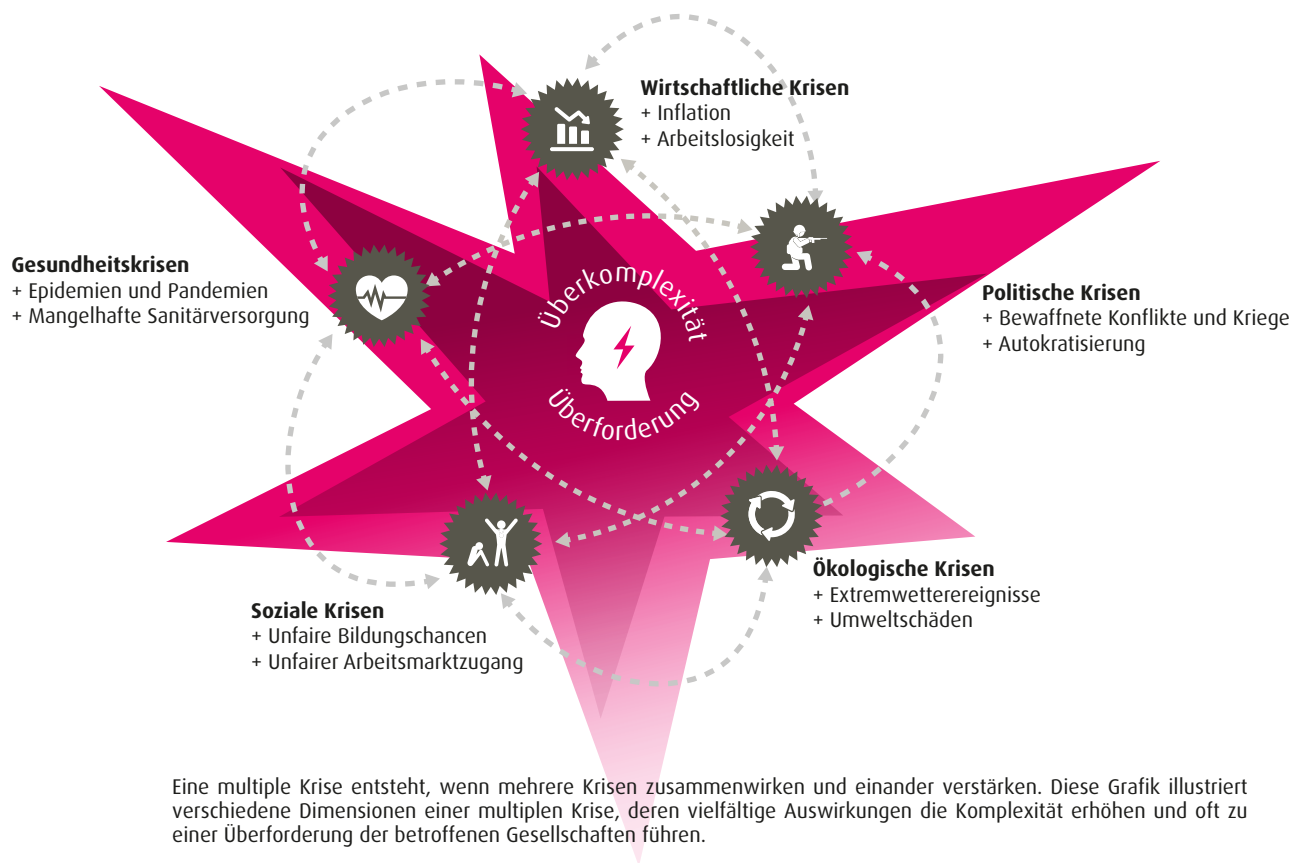 Wirtschaftliche Krisen
+ Inflation
+ Arbeitslosigkeit
Gesundheitskrisen
+ Epidemien und Pandemien
+ Mangelhafte Sanitärversorgung
Überkomplexität
Überforderung
Politische Krisen
+ Bewaffnete Konflikte und Kriege
+ Autokratisierung
Soziale Krisen
+ Unfaire Bildungschancen
+ Unfairer Arbeitsmarktzugang
Ökologische Krisen
+ Extremwetterereignisse
+ Umweltschäden
Eine multiple Krise entsteht, wenn mehrere Krisen zusammenwirken und einander verstärken. Diese Grafik illustriert
verschiedene Dimensionen einer multiplen Krise, deren vielfältige Auswirkungen die Komplexität erhöhen und oft zu
einer Überforderung der betroffenen Gesellschaften führen.